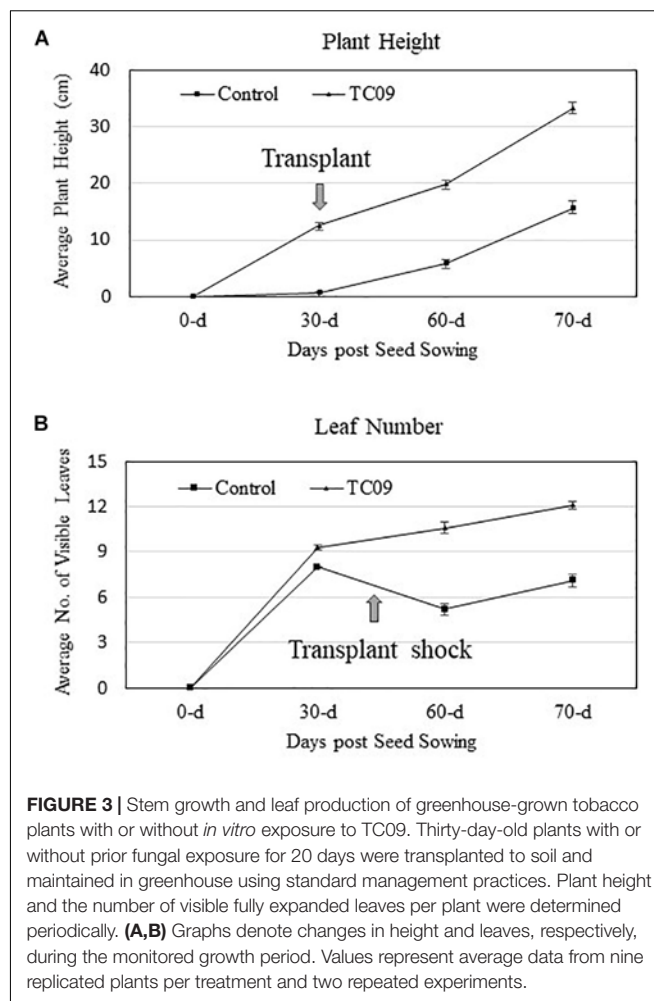 A
Plant Height
Control
TC09
Average Plant Height (cm)
40
30
20
10
0
Transplant
0-d
30-d
60-d
70-d
Days post Seed Sowing
B
Leaf Number
Control
TC09
Average No. of Visible Leaves
15
12
9
6
3
0
Transplant shock
0-d
30-d
60-d
70-d
Days post Seed Sowing
FIGURE 3 | Stem growth and leaf production of greenhouse-grown tobacco
plants with or without in vitro exposure to TC09. Thirty-day-old plants with or
without prior fungal exposure for 20 days were transplanted to soil and
maintained in greenhouse using standard management practices. Plant height
and the number of visible fully expanded leaves per plant were determined
periodically. (A,B) Graphs denote changes in height and leaves, respectively,
during the monitored growth period. Values represent average data from nine
replicated plants per treatment and two repeated experiments.